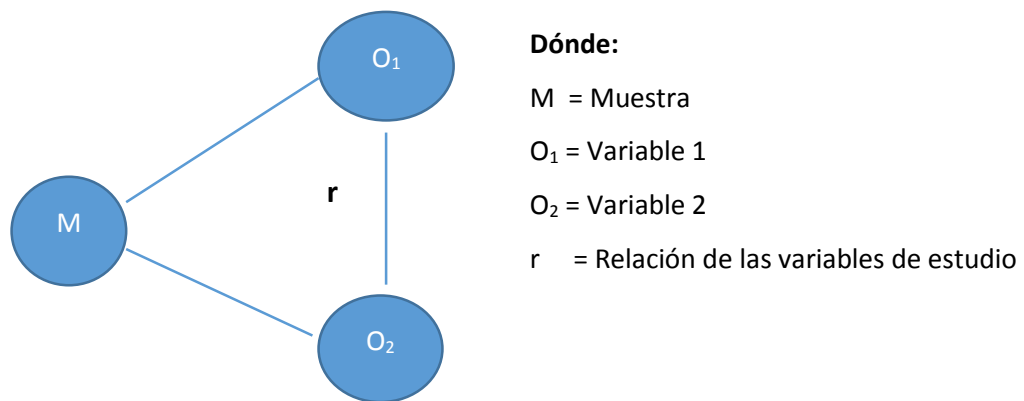 O₁
r
M
O₂
Dónde:
M = Muestra
O₁ = Variable 1
O₂ = Variable 2
r = Relación de las variables de estudio